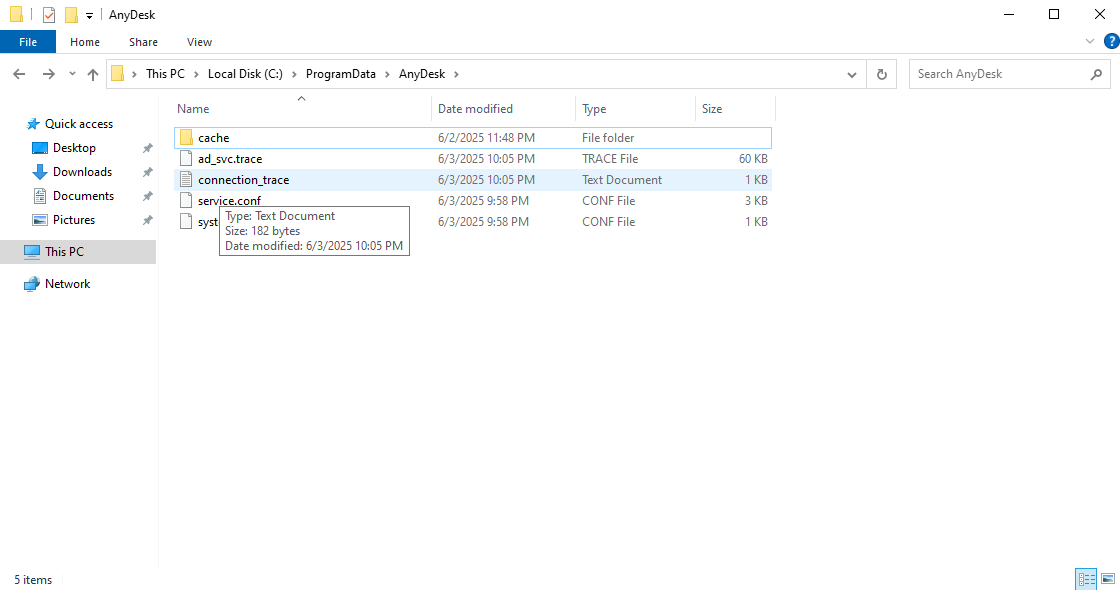 AnyDesk
File Home Share View
This PC Local Disk (C:) ProgramData AnyDesk Search AnyDesk
Name Date modified Type Size
Quick access
Desktop
Downloads
Documents
Pictures
This PC
Network
cache 6/2/2025 11:48 PM File folder
ad_svc.trace 6/3/2025 10:05 PM TRACE File 60 KB
connection_trace 6/3/2025 10:05 PM Text Document 1 KB
service.conf 6/3/2025 9:58 PM CONF File 3 KB
syst 6/3/2025 9:58 PM CONF File 1 KB
Type: Text Document
Size: 182 bytes
Date modified: 6/3/2025 10:05 PM
5 items